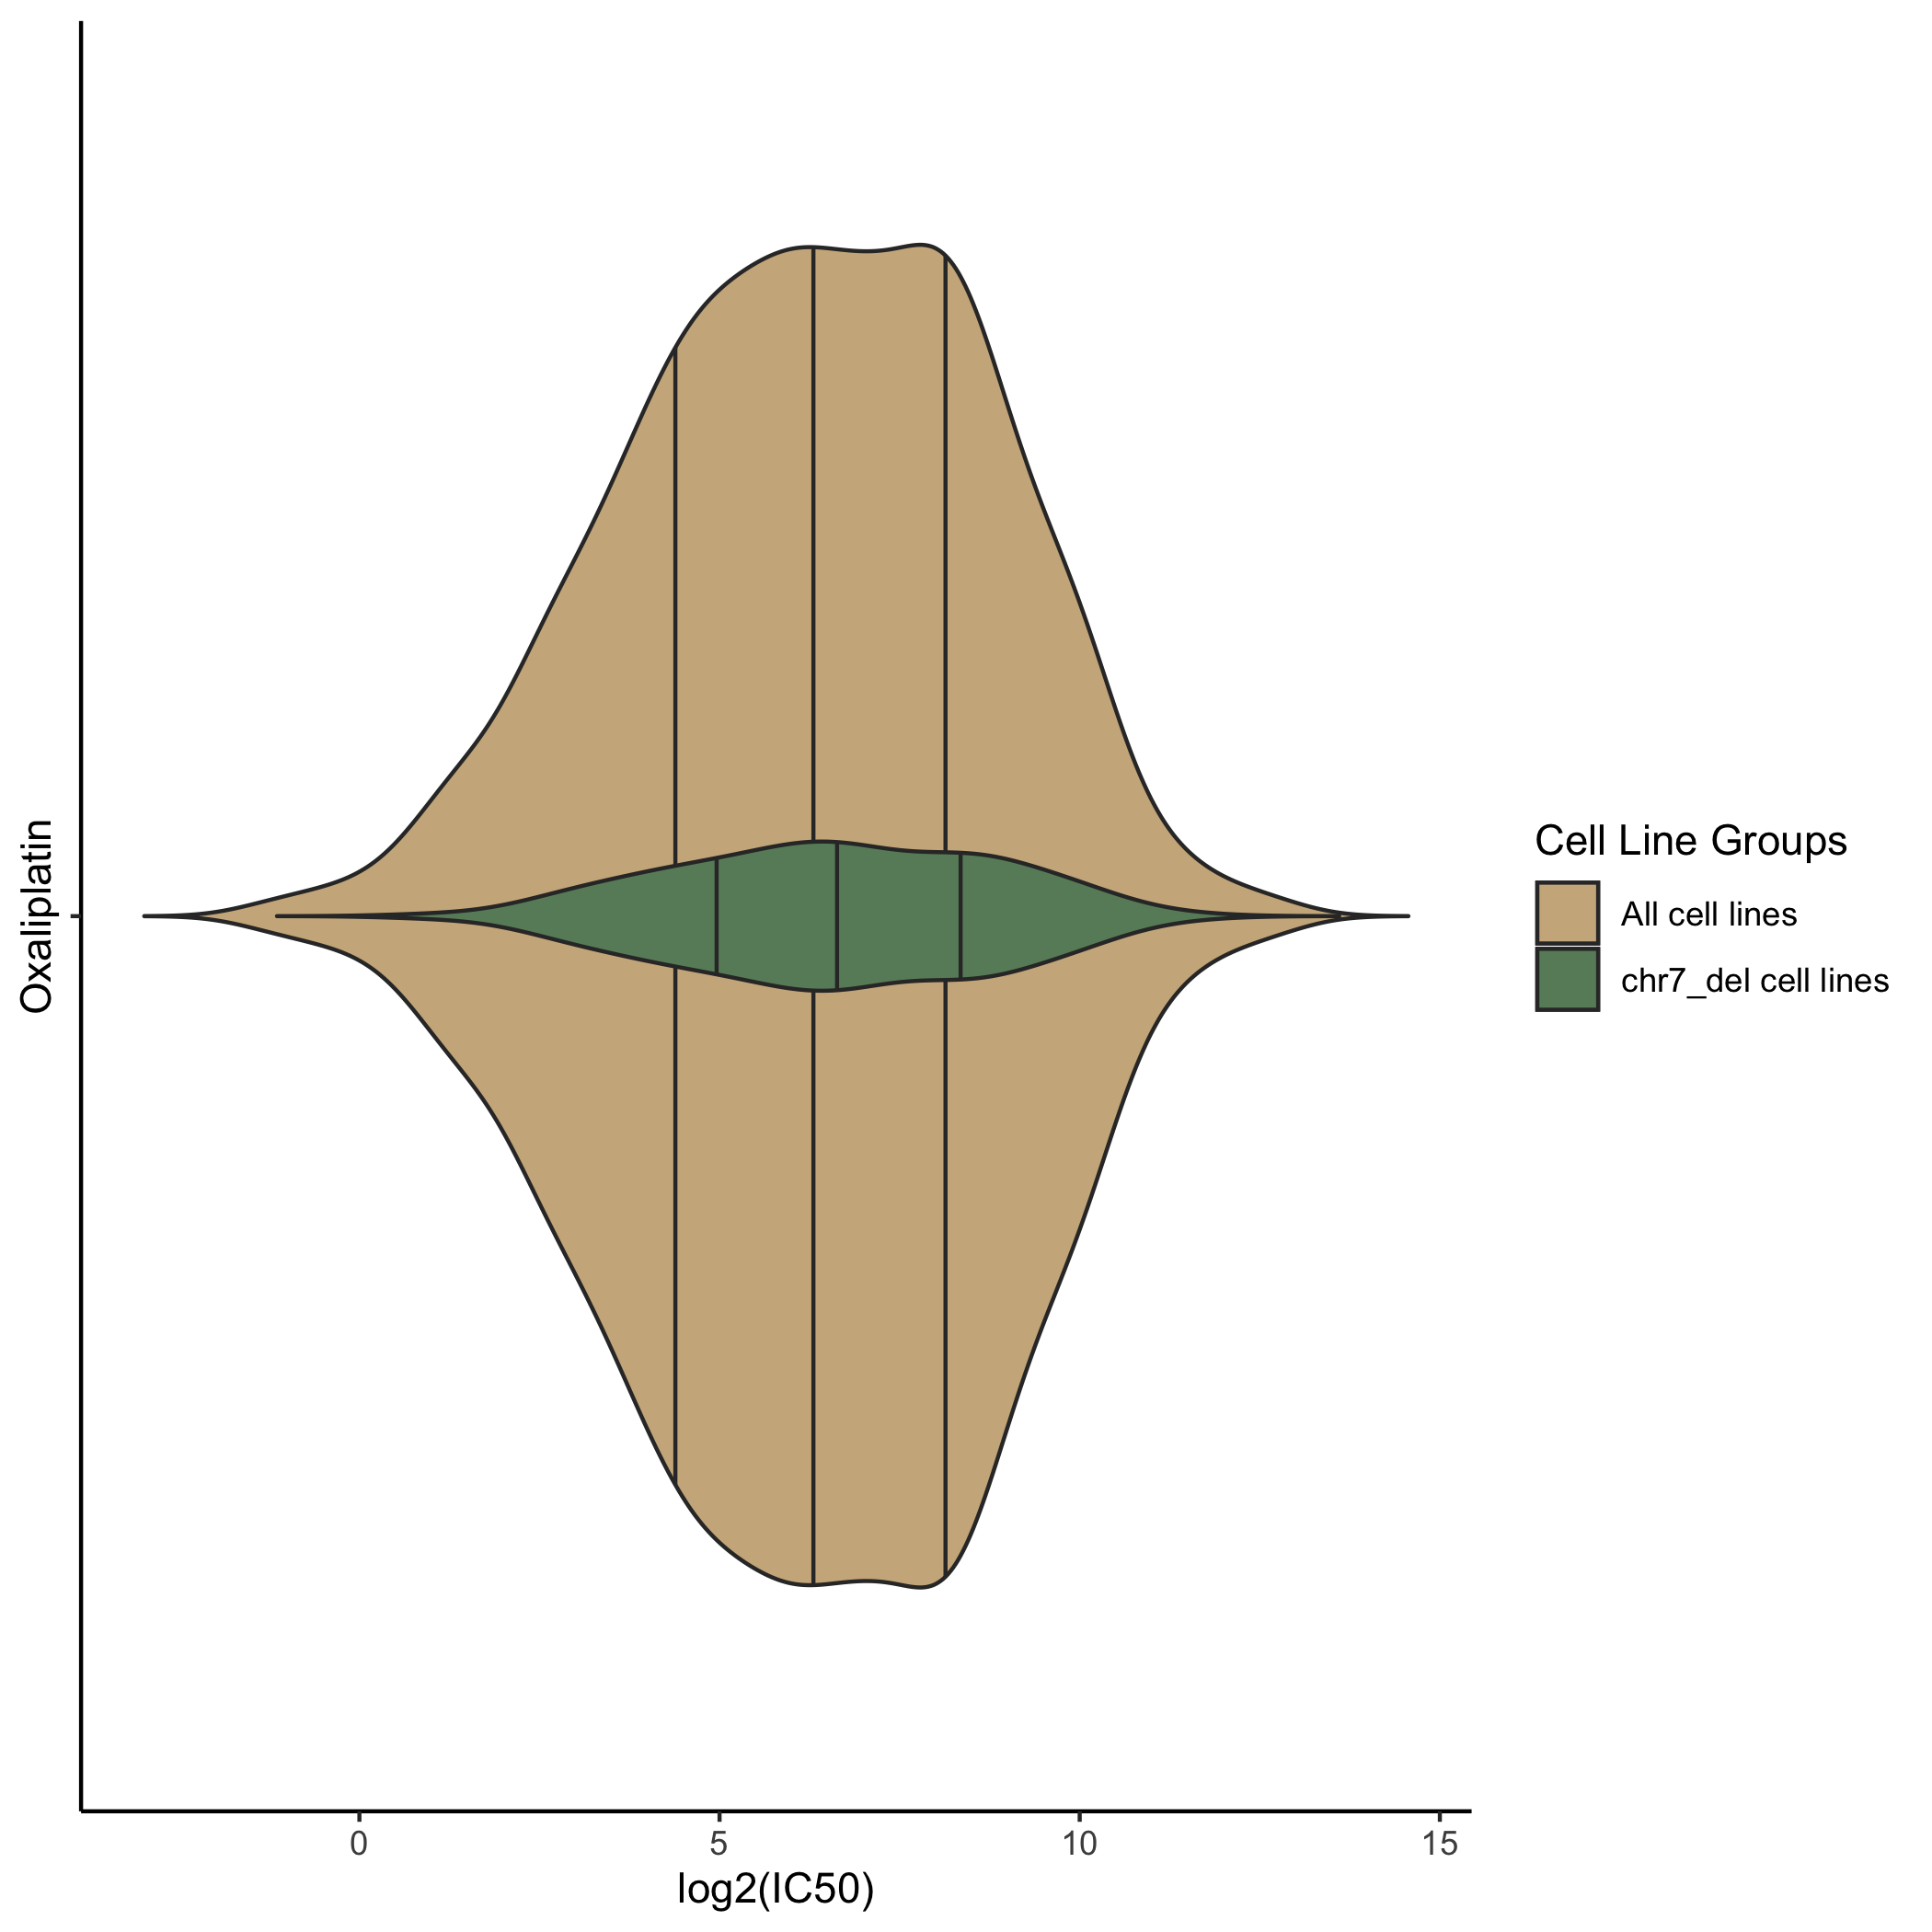 Oxaliplatin
0
5
10
15
log2(IC50)
Cell Line Groups
All cell lines
chr7_del cell lines